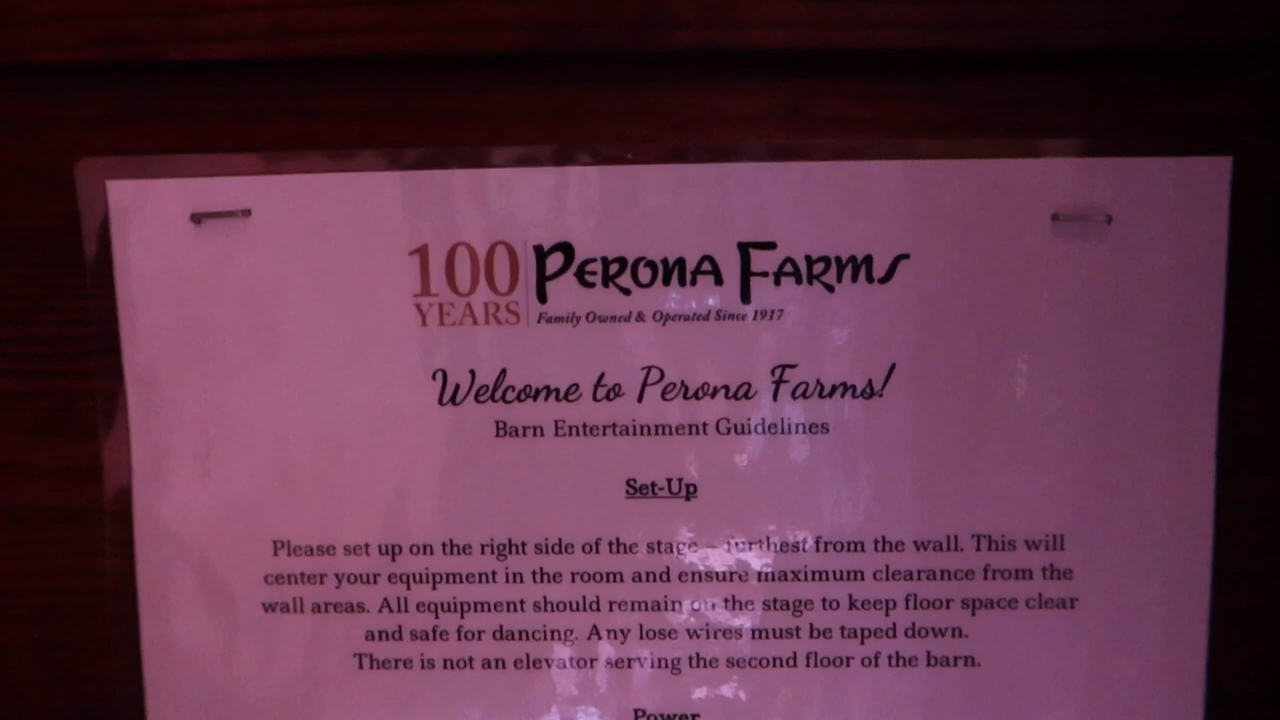 100 YEARS
PERONA FARMS
Family Owned & Operated Since 1917
Welcome to Perona Farms!
Barn Entertainment Guidelines
Set-Up
Please set up on the right side of the stage – furthest from the wall. This will
center your equipment in the room and ensure maximum clearance from the
wall areas. All equipment should remain on the stage to keep floor space clear
and safe for dancing. Any lose wires must be taped down.
There is not an elevator serving the second floor of the barn.
Power